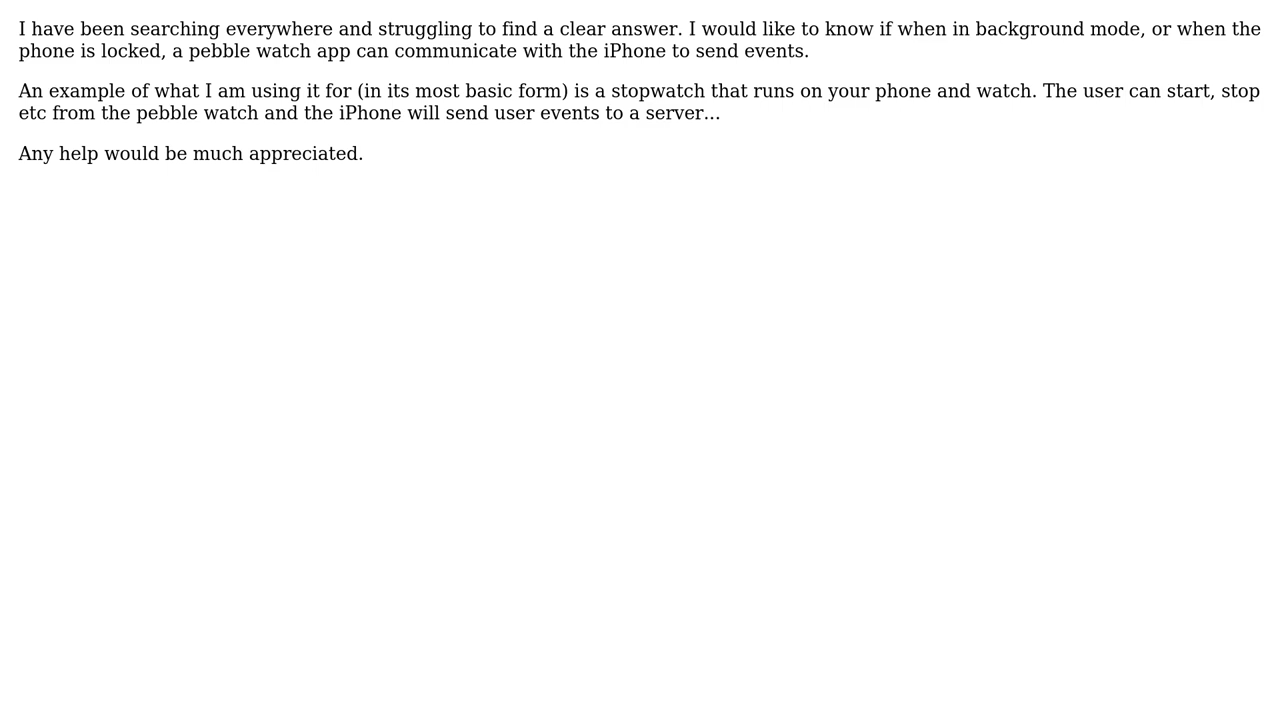 I have been searching everywhere and struggling to find a clear answer. I would like to know if when in background mode, or when the
phone is locked, a pebble watch app can communicate with the iPhone to send events.
An example of what I am using it for (in its most basic form) is a stopwatch that runs on your phone and watch. The user can start, stop
etc from the pebble watch and the iPhone will send user events to a server...
Any help would be much appreciated.